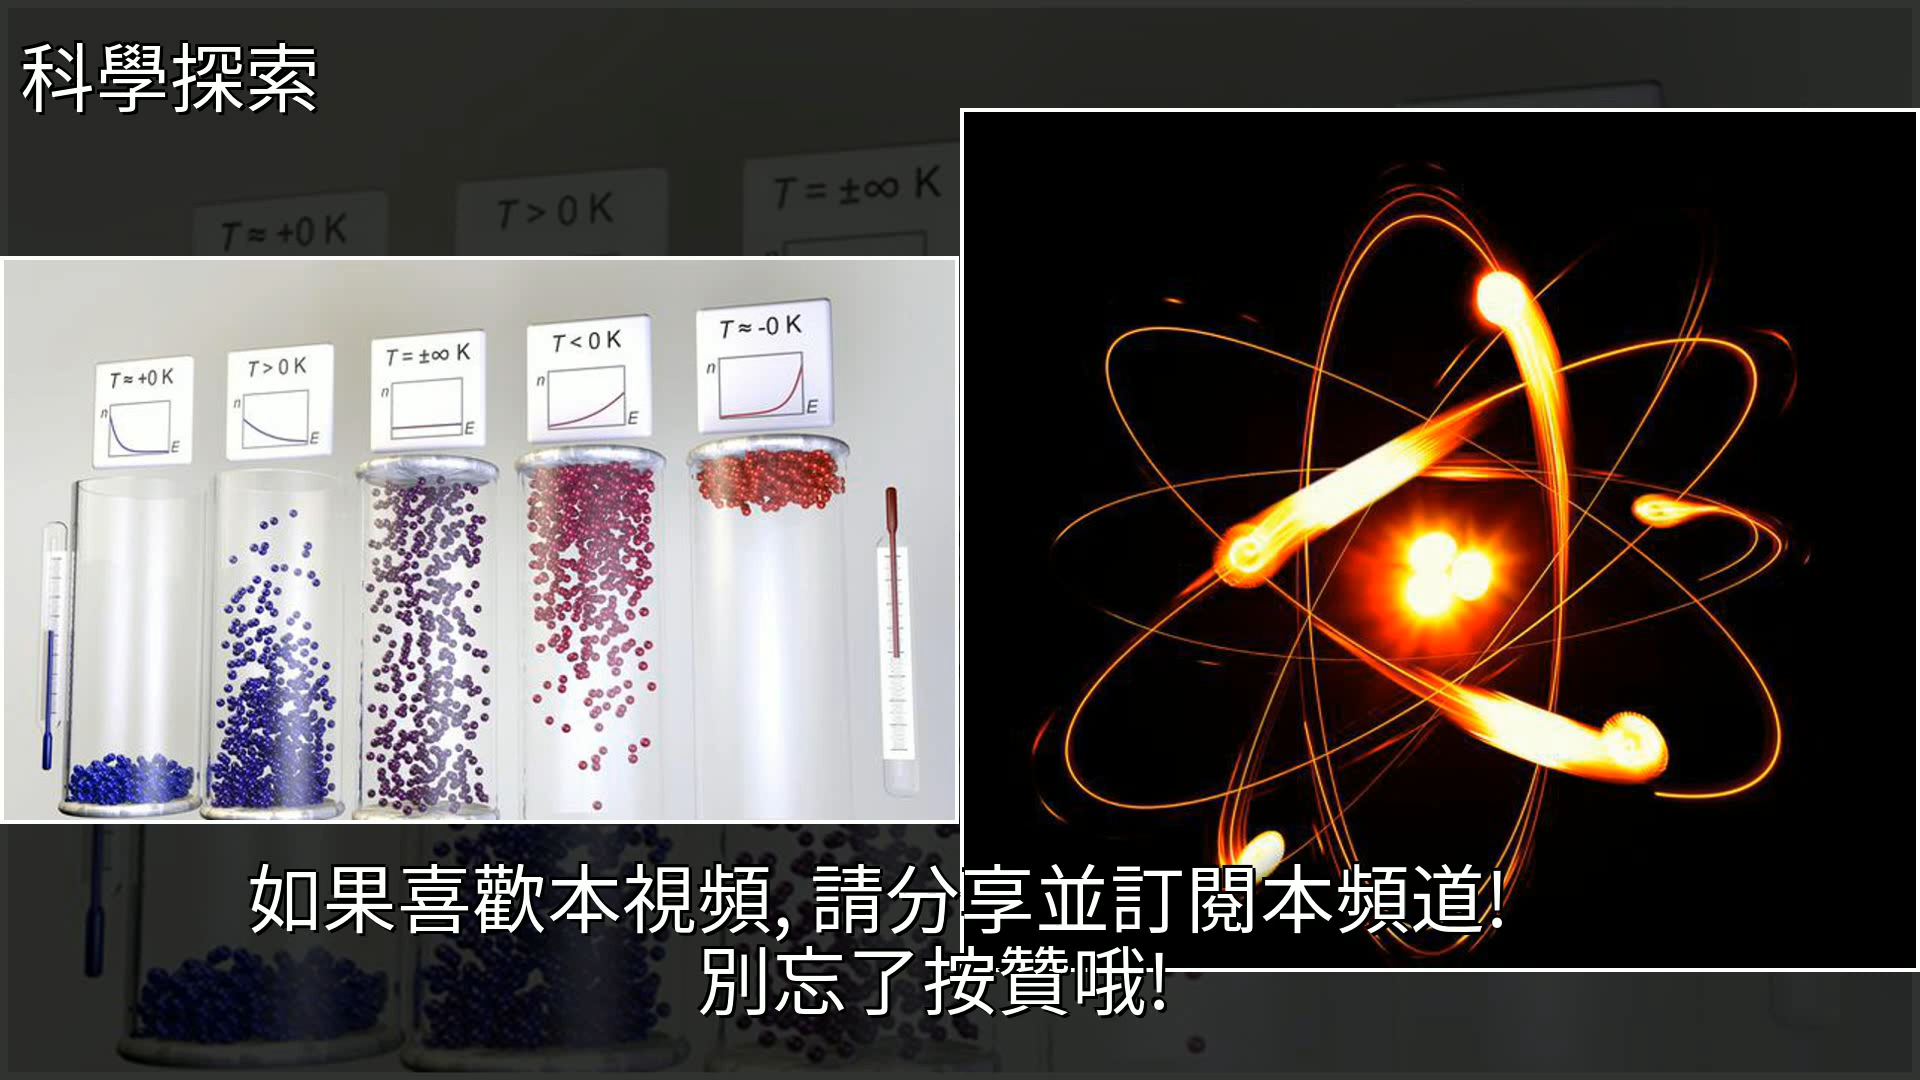 科學探索
T ≈ +0 K
T > 0 K
T = ±∞ K
T ≈ +0 K
n
E
T > 0 K
n
E
T = ±∞ K
n
E
T < 0 K
n
E
T ≈ -0 K
n
E
如果喜歡本視頻, 請分享並訂閱本頻道!
別忘了按贊哦!